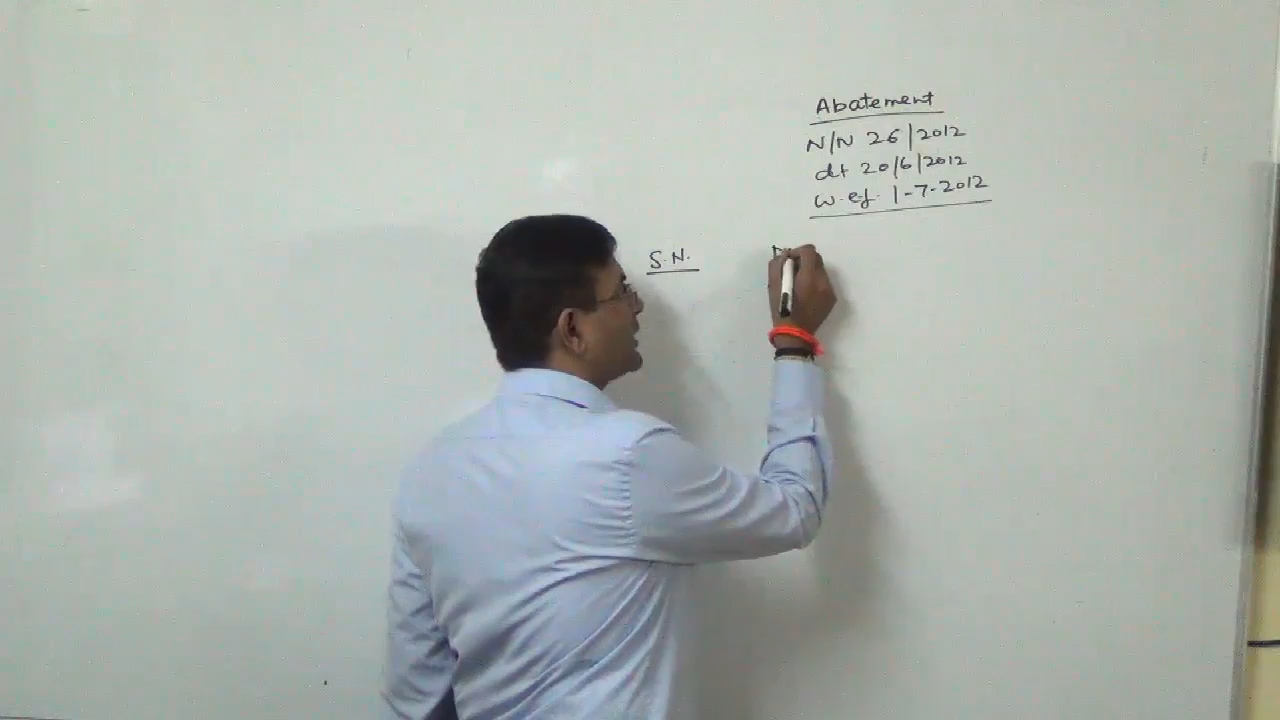 Abatement
N/N 26/2012
dt 20/6/2012
w.e.f. 1-7-2012
S.N.